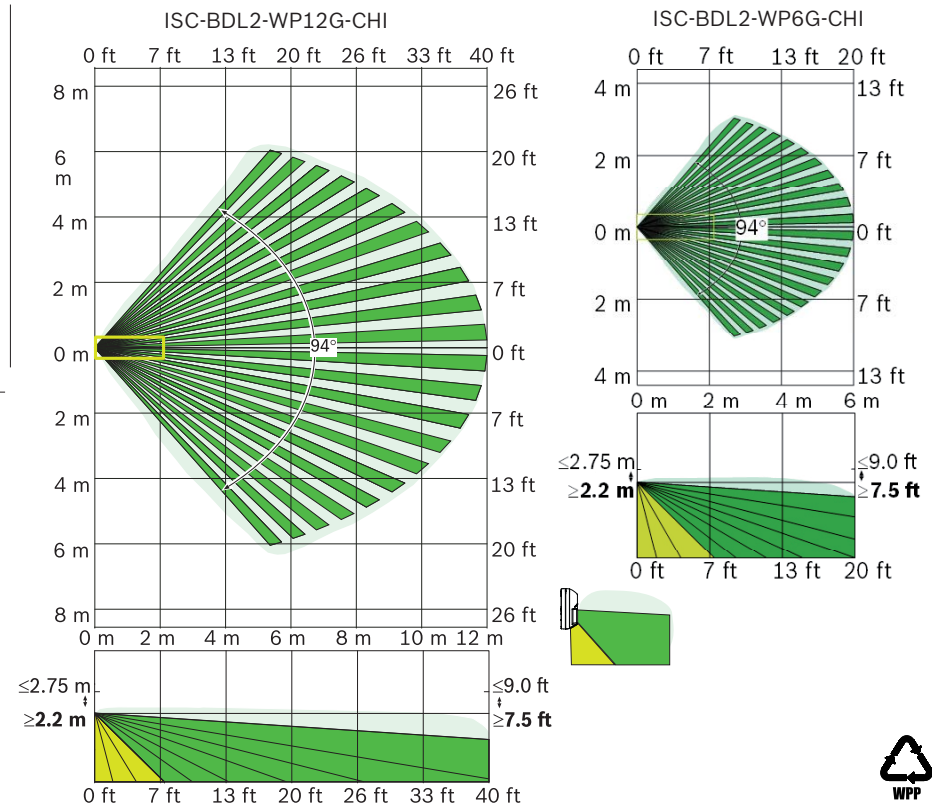 ISC-BDL2-WP12G-CHI
0 ft 7 ft 13 ft 20 ft 26 ft 33 ft 40 ft
8 m 26 ft
6 m 20 ft
4 m 13 ft
2 m 7 ft
94°
0 m 0 ft
2 m 7 ft
4 m 13 ft
6 m 20 ft
8 m 26 ft
0 m 2 m 4 m 6 m 8 m 10 m 12 m
≤2.75 m ≤9.0 ft
≥2.2 m ≥7.5 ft
0 ft 7 ft 13 ft 20 ft 26 ft 33 ft 40 ft
ISC-BDL2-WP6G-CHI
0 ft 7 ft 13 ft 20 ft
4 m 13 ft
2 m 7 ft
0 m 94° 0 ft
2 m 7 ft
4 m 13 ft
0 m 2 m 4 m 6 m
≤2.75 m ≤9.0 ft
≥2.2 m ≥7.5 ft
0 ft 7 ft 13 ft 20 ft
WPP